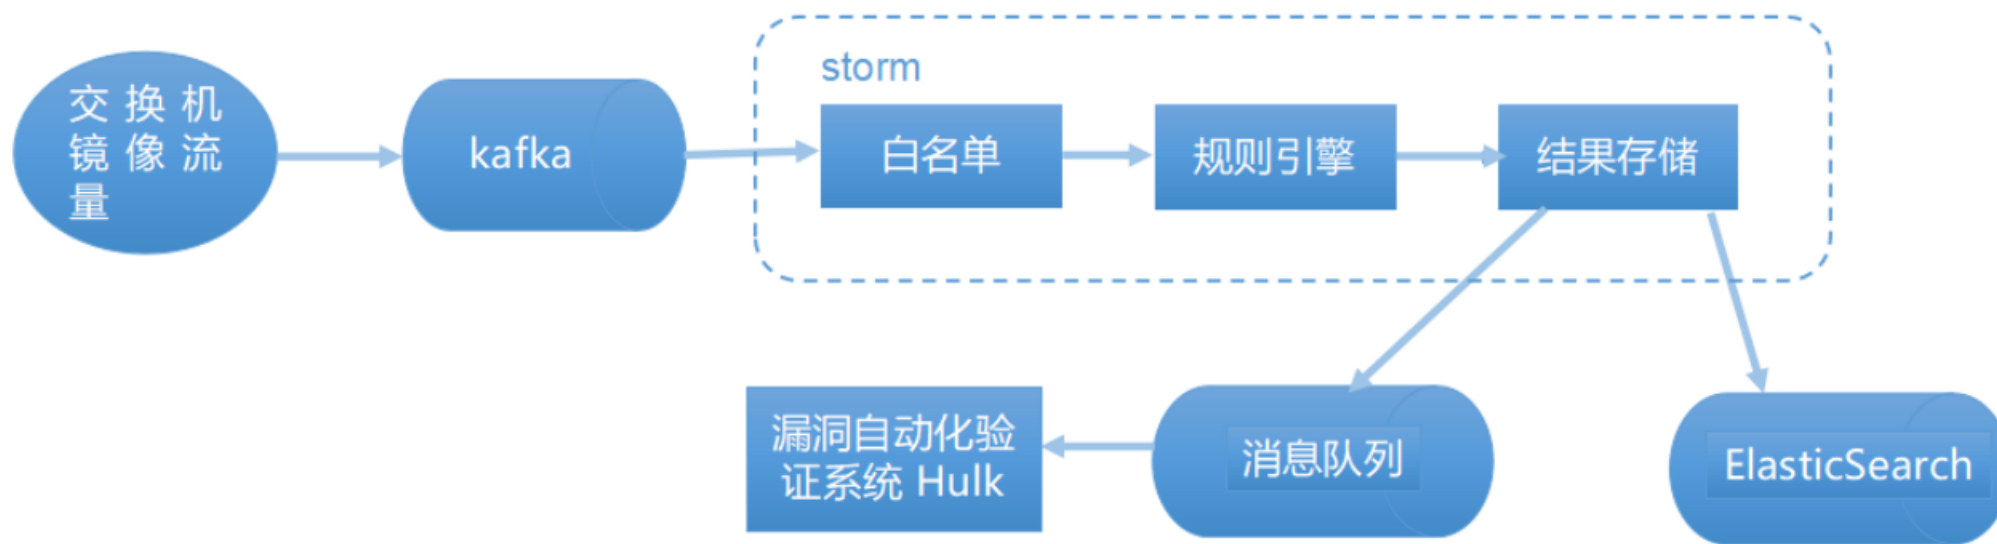 storm
交换机
镜像流
量
kafka
白名单
规则引擎
结果存储
漏洞自动化验
证系统 Hulk
消息队列
ElasticSearch